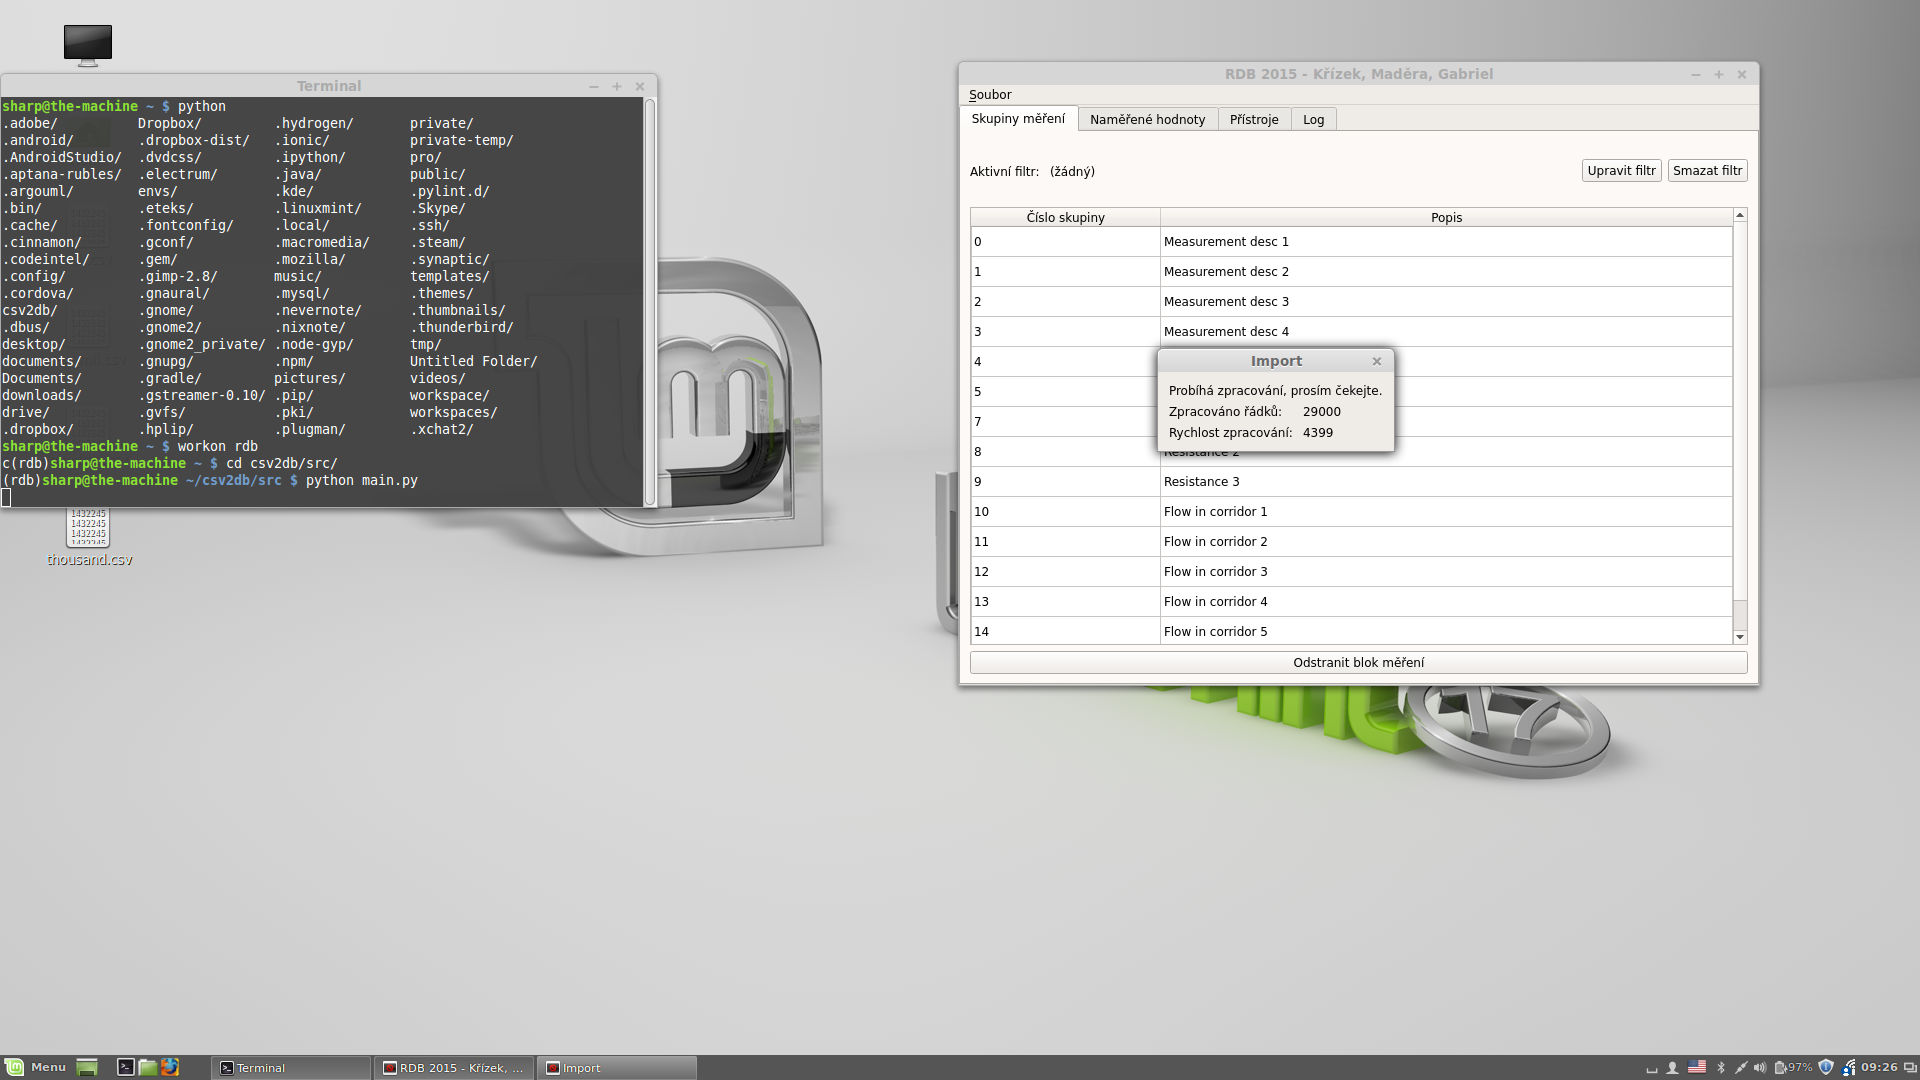 Terminal
sharp@the-machine ~ $ python
.adobe/ Dropbox/ .hydrogen/ private/
.android/ .dropbox-dist/ .ionic/ private-temp/
.AndroidStudio/ .dvdcss/ .ipython/ pro/
.aptana-rubles/ .electrum/ .java/ public/
.argouml/ envs/ .kde/ .pylint.d/
.bin/ .eteks/ .linuxmint/ .Skype/
.cache/ .fontconfig/ .local/ .ssh/
.cinnamon/ .gconf/ .macromedia/ .steam/
.codeintel/ .gem/ .mozilla/ .synaptic/
.config/ .gimp-2.8/ music/ templates/
.cordova/ .gnaural/ .mysql/ .themes/
csv2db/ .gnome/ .nevernote/ .thumbnails/
.dbus/ .gnome2/ .nixnote/ .thunderbird/
desktop/ .gnome2_private/ .node-gyp/ tmp/
documents/ .gnupg/ .npm/ Untitled Folder/
Documents/ .gradle/ pictures/ videos/
downloads/ .gstreamer-0.10/ .pip/ workspace/
drive/ .gvfs/ .pki/ workspaces/
.dropbox/ .hplip/ .plugman/ .xchat2/
sharp@the-machine ~ $ workon rdb
c(rdb)sharp@the-machine ~ $ cd csv2db/src/
(rdb)sharp@the-machine ~/csv2db/src $ python main.py
1432245
1432245
1432245
1432245
thousand.csv
RDB 2015 - Křízek, Maděra, Gabriel
Soubor
Skupiny měření Naměřené hodnoty Přístroje Log
Aktivní filtr: (žádný) Upravit filtr Smazat filtr
Číslo skupiny Popis
0 Measurement desc 1
1 Measurement desc 2
2 Measurement desc 3
3 Measurement desc 4
4
5
7
8 Resistance 2
9 Resistance 3
10 Flow in corridor 1
11 Flow in corridor 2
12 Flow in corridor 3
13 Flow in corridor 4
14 Flow in corridor 5
Odstranit blok měření
Import
Probíhá zpracování, prosím čekejte.
Zpracováno řádků: 29000
Rychlost zpracování: 4399
Menu Terminal RDB 2015 - Křízek, ... Import 97% 09:26